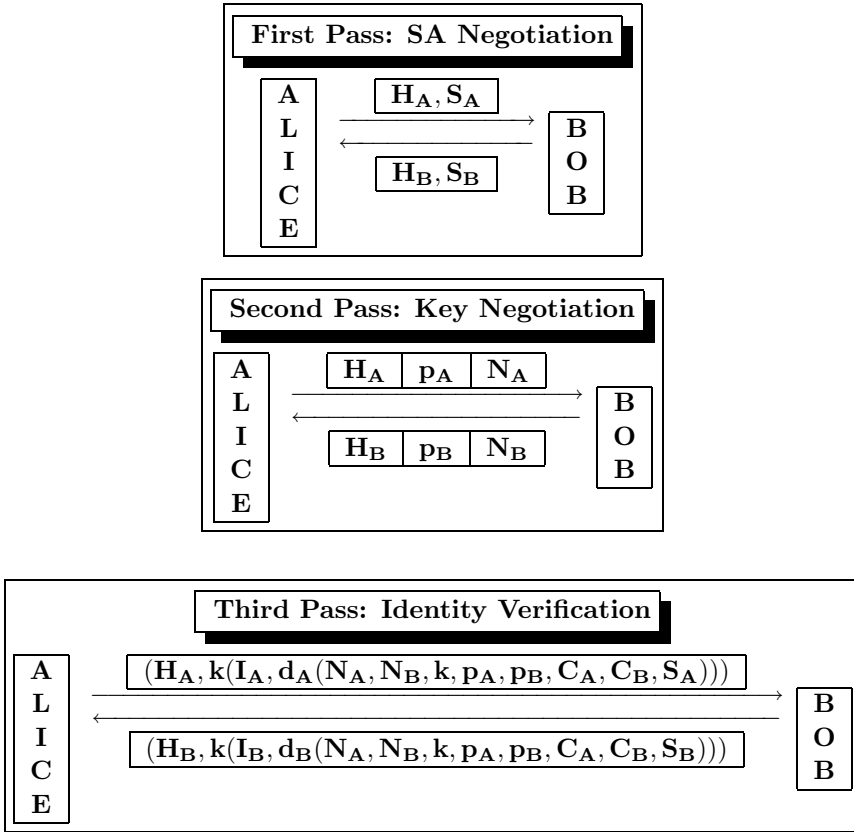 First Pass: SA Negotiation
A
L
I
C
E
H_A, S_A
H_B, S_B
B
O
B
Second Pass: Key Negotiation
A
L
I
C
E
H_A p_A N_A
H_B p_B N_B
B
O
B
Third Pass: Identity Verification
A
L
I
C
E
(H_A, k(I_A, d_A(N_A, N_B, k, p_A, p_B, C_A, C_B, S_A)))
(H_B, k(I_B, d_B(N_A, N_B, k, p_A, p_B, C_A, C_B, S_B)))
B
O
B